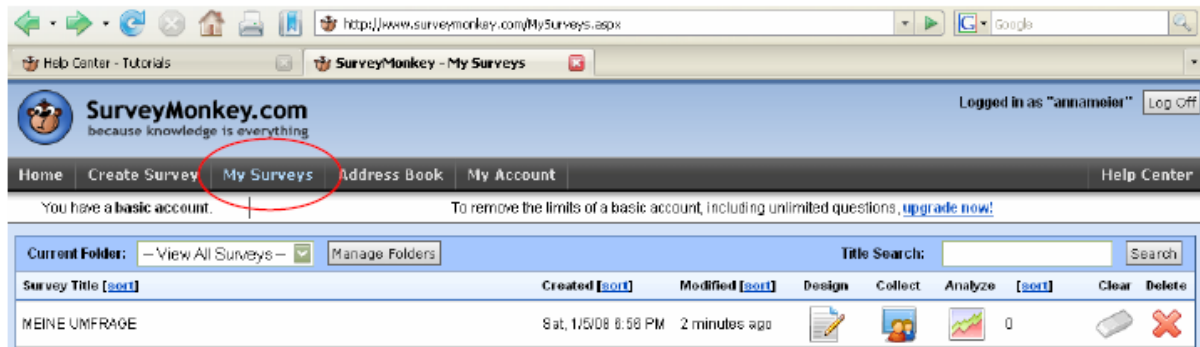 http://www.surveymonkey.com/MySurveys.aspx
Google
Help Center - Tutorials
SurveyMonkey - My Surveys
SurveyMonkey.com
because knowledge is everything
Logged in as "annameier" Log Off
Home Create Survey My Surveys Address Book My Account Help Center
You have a basic account. To remove the limits of a basic account, including unlimited questions, upgrade now!
Current Folder: -- View All Surveys -- Manage Folders Title Search: Search
Survey Title [sort] Created [sort] Modified [sort] Design Collect Analyze [sort] Clear Delete
MEINE UMFRAGE Sat, 1/5/08 6:56 PM 2 minutes ago 0